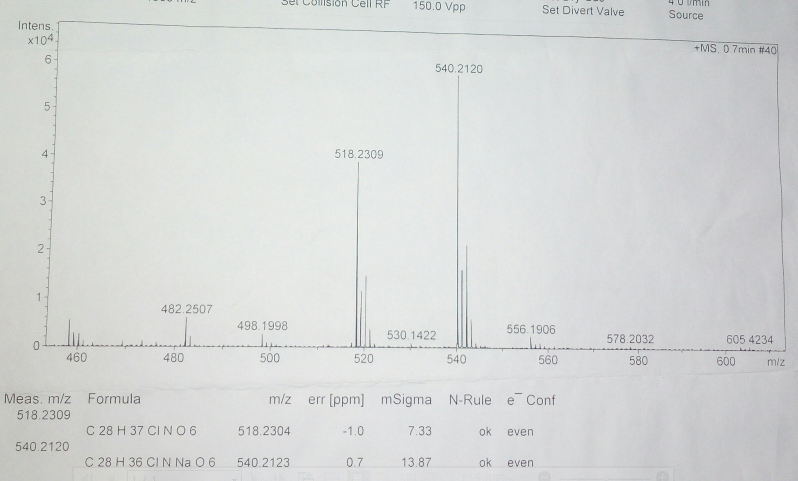 Set Collision Cell RF 150.0 Vpp Set Divert Valve Source
Intens.
x10⁴
+MS, 0.7min #40
6
540.2120
5
4
518.2309
3
2
1
482.2507
498.1998
530.1422
556.1906
578.2032
605.4234
0
460 480 500 520 540 560 580 600 m/z
Meas. m/z Formula m/z err [ppm] mSigma N-Rule e⁻ Conf
518.2309
C 28 H 37 Cl N O 6 518.2304 -1.0 7.33 ok even
540.2120
C 28 H 36 Cl N Na O 6 540.2123 0.7 13.87 ok even